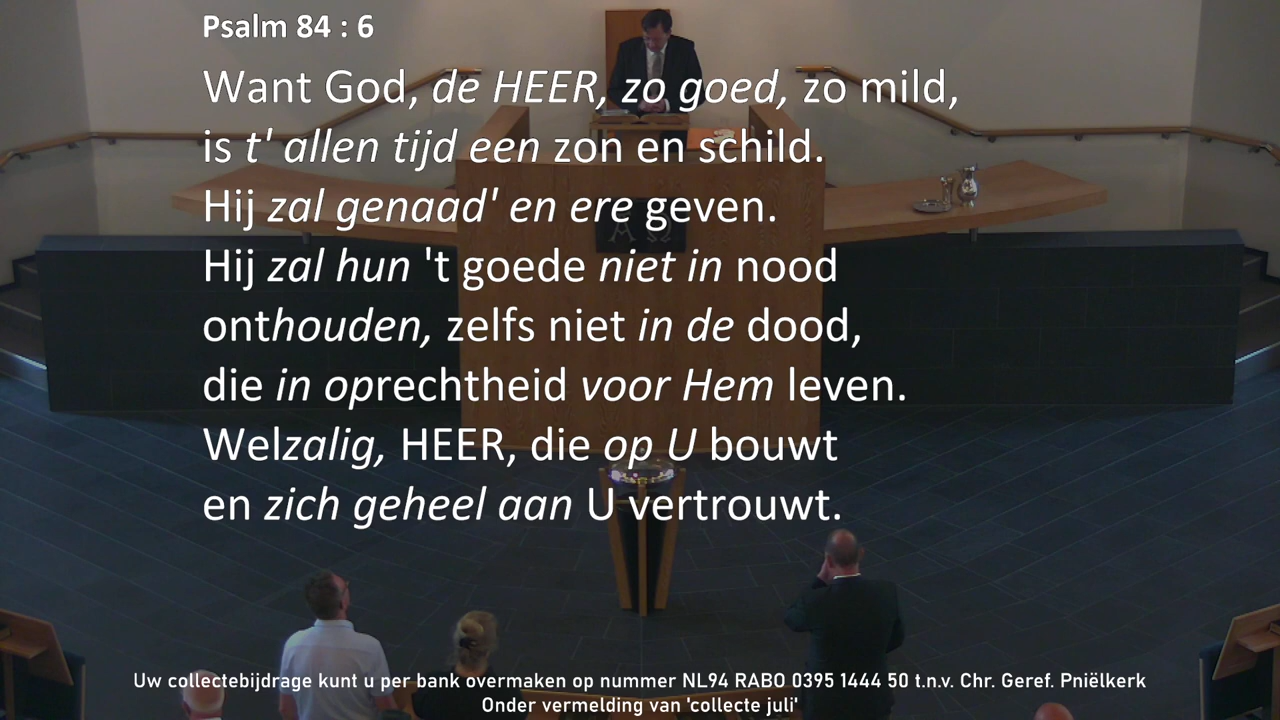 Psalm 84 : 6
Want God, de HEER, zo goed, zo mild,
is t' allen tijd een zon en schild.
Hij zal genaad' en ere geven.
Hij zal hun 't goede niet in nood
onthouden, zelfs niet in de dood,
die in oprechtheid voor Hem leven.
Welzalig, HEER, die op U bouwt
en zich geheel aan U vertrouwt.
Uw collectebijdrage kunt u per bank overmaken op nummer NL94 RABO 0395 1444 50 t.n.v. Chr. Geref. Pniëlkerk
Onder vermelding van 'collecte juli'